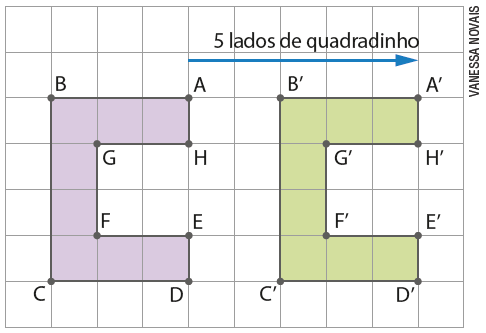 5 lados de quadradinho
VANESSA NOVAIS
B A B’ A’
G H G’ H’
F E F’ E’
C D C’ D’